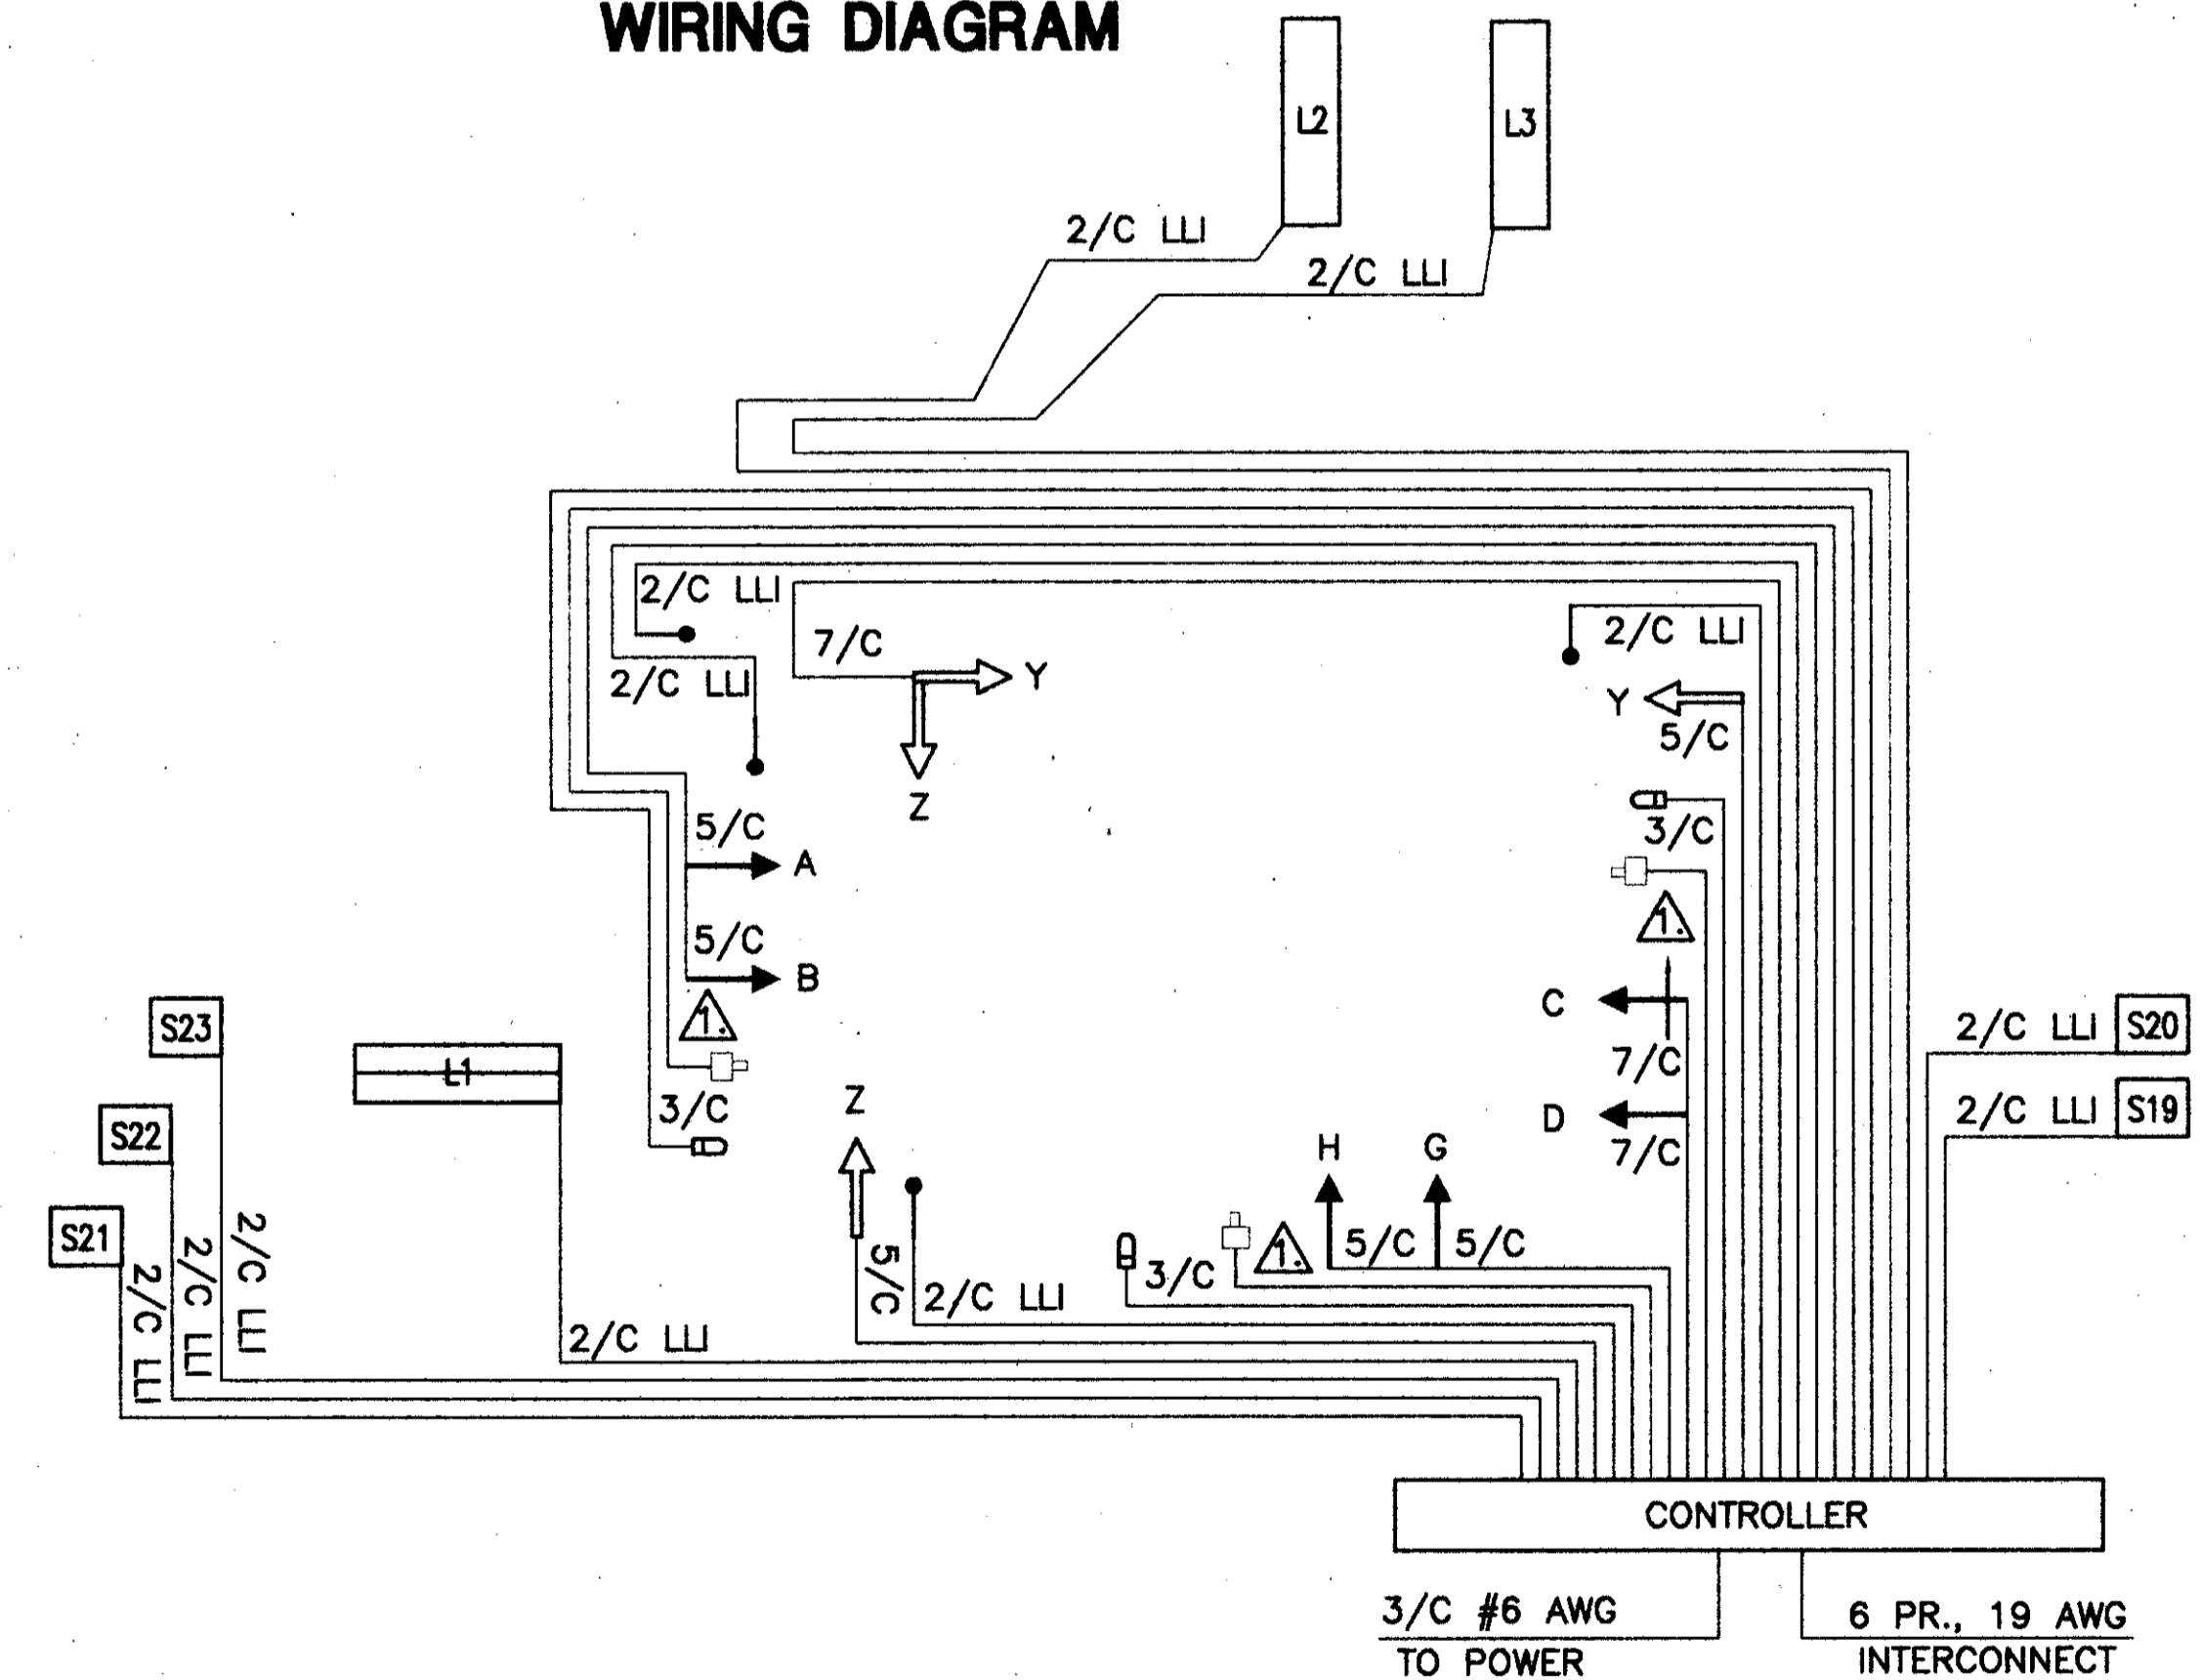 WIRING DIAGRAM
L2
L3
2/C LLI
2/C LLI
2/C LLI
2/C LLI
7/C
Y
2/C LLI
Y
5/C
Z
5/C
A
3/C
1.
5/C
B
1.
C
7/C
S23
L1
2/C LLI
S20
3/C
Z
D
7/C
2/C LLI
S19
S22
H
G
S21
5/C
5/C
1.
3/C
5/C
2/C LLI
2/C LLI
2/C LLI
2/C LLI
2/C LLI
CONTROLLER
3/C #6 AWG
TO POWER
6 PR., 19 AWG
INTERCONNECT